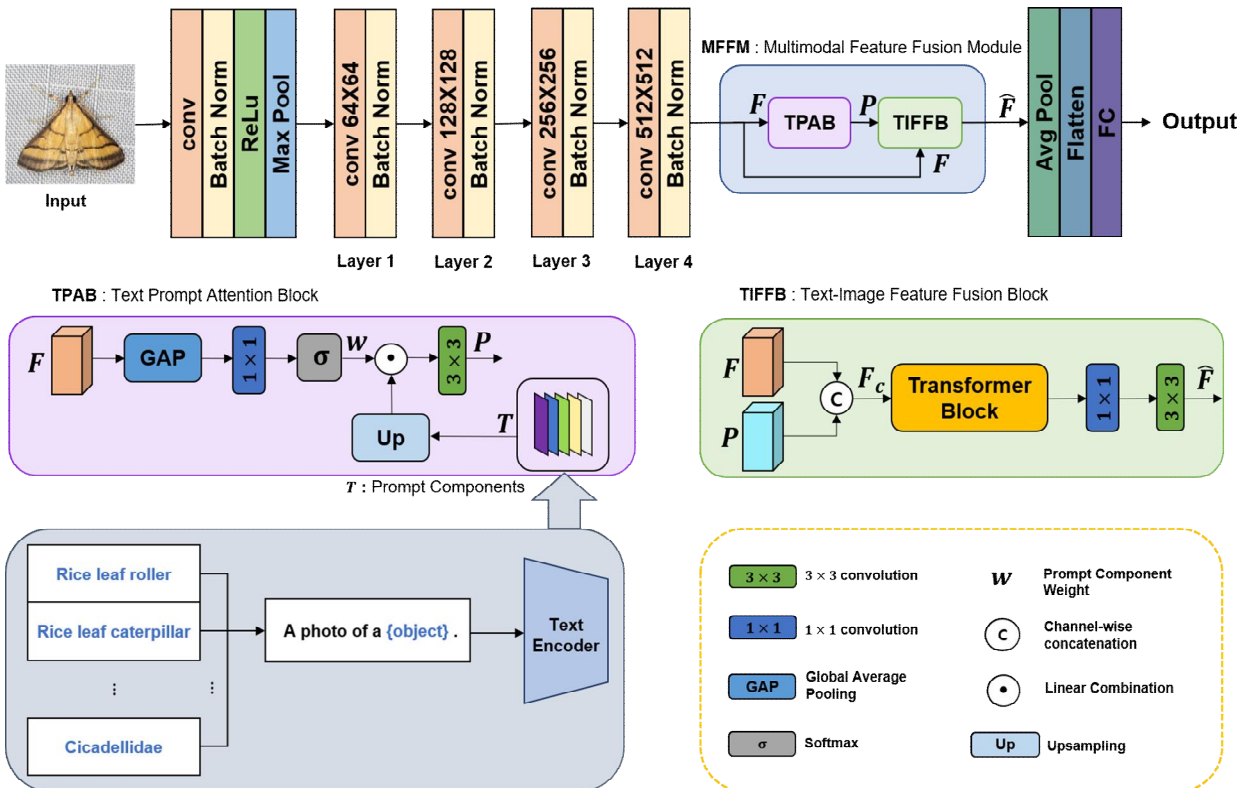 Input
conv
Batch Norm
ReLu
Max Pool
conv 64X64
Batch Norm
Layer 1
conv 128X128
Batch Norm
Layer 2
conv 256X256
Batch Norm
Layer 3
conv 512X512
Batch Norm
Layer 4
MFFM : Multimodal Feature Fusion Module
F
TPAB
P
TIFFB
F
F̂
Avg Pool
Flatten
FC
Output
TPAB : Text Prompt Attention Block
F
GAP
1 × 1
σ
w
3 × 3
P
Up
T
T : Prompt Components
TIFFB : Text-Image Feature Fusion Block
F
P
C
F_c
Transformer
Block
1 × 1
3 × 3
F̂
Rice leaf roller
Rice leaf caterpillar
...
...
Cicadellidae
A photo of a {object} .
Text
Encoder
3 × 3
3 × 3 convolution
1 × 1
1 × 1 convolution
GAP
Global Average
Pooling
σ
Softmax
w
Prompt Component
Weight
C
Channel-wise
concatenation
Linear Combination
Up
Upsampling